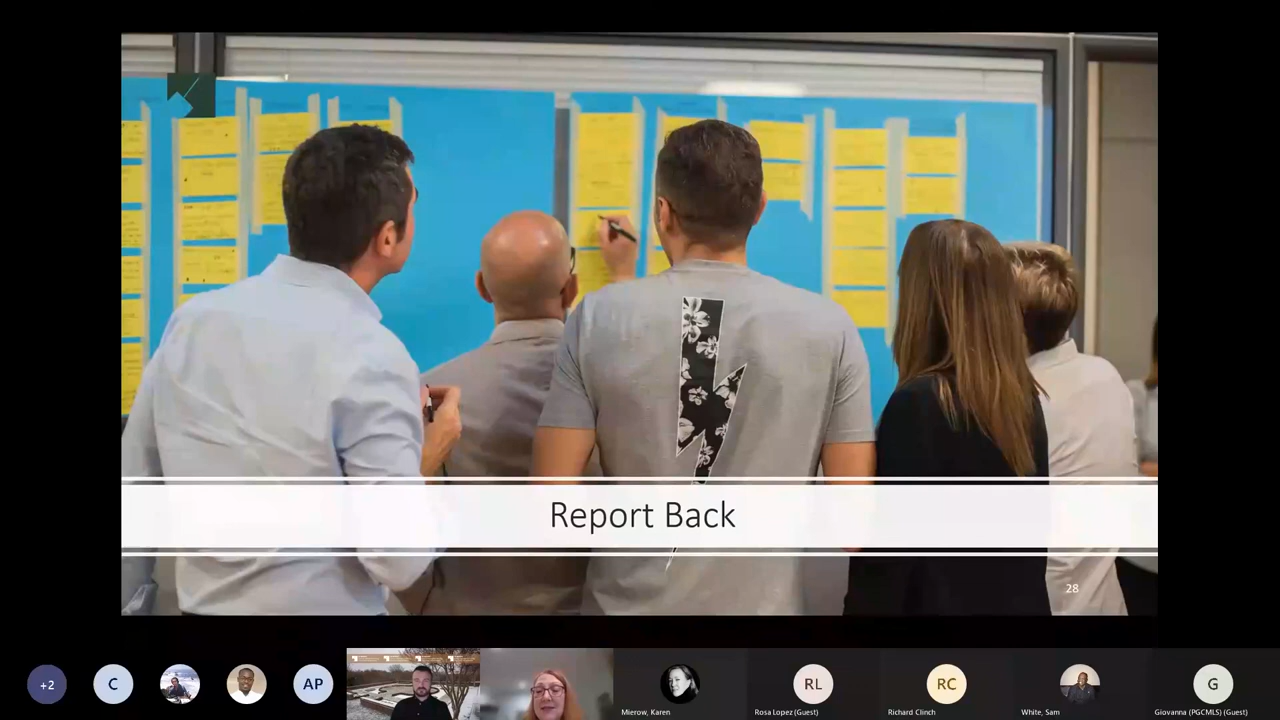 Report Back
28
+2
C
AP
RL
RC
G
Mierow, Karen
Rosa Lopez (Guest)
Richard Clinch
White, Sam
Giovanna (PGCMLS) (Guest)